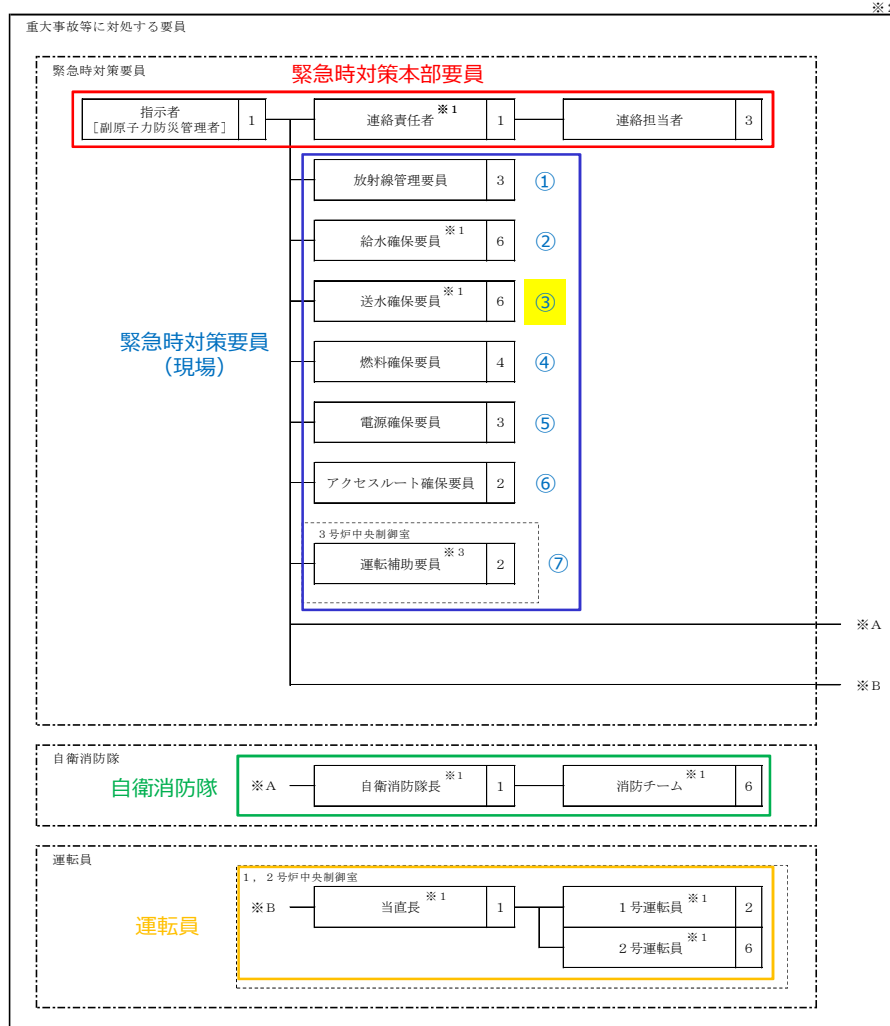 ※2
重大事故等に対処する要員
緊急時対策要員
緊急時対策本部要員
指示者
[副原子力防災管理者]
1
連絡責任者
※1
1
連絡担当者
3
放射線管理要員
3
①
給水確保要員
※1
6
②
送水確保要員
※1
6
③
緊急時対策要員
（現場）
燃料確保要員
4
④
電源確保要員
3
⑤
アクセスルート確保要員
2
⑥
3号炉中央制御室
運転補助要員
※3
2
⑦
※A
※B
自衛消防隊
自衛消防隊
※A
自衛消防隊長
※1
1
消防チーム
※1
6
運転員
1，2号炉中央制御室
運転員
※B
当直長
※1
1
1号運転員
※1
2
2号運転員
※1
6